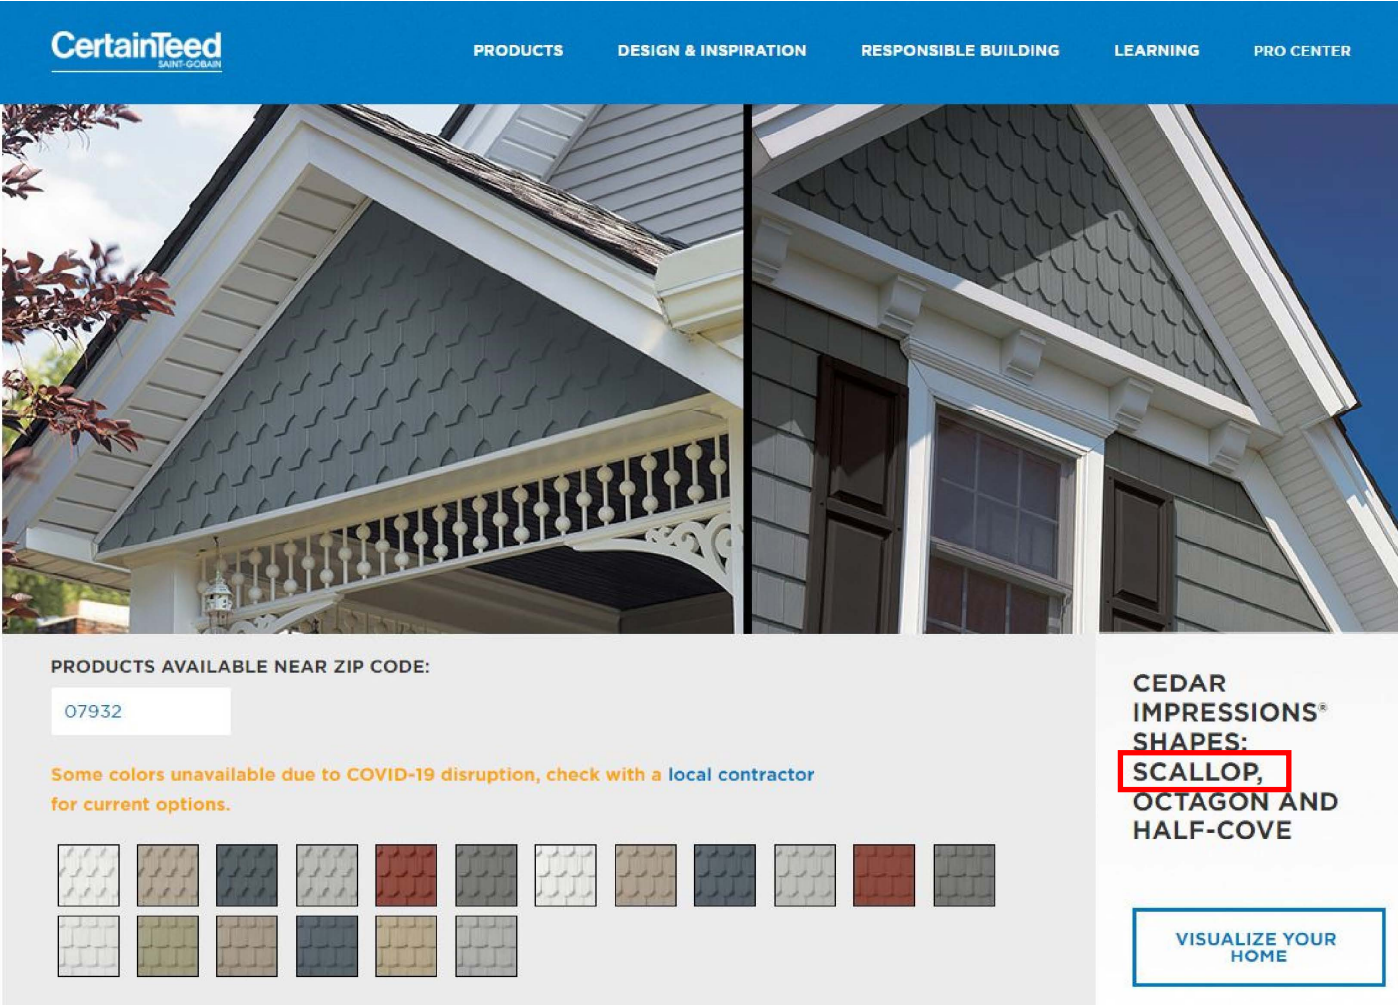 CertainTeed
SAINT-GOBAIN
PRODUCTS
DESIGN & INSPIRATION
RESPONSIBLE BUILDING
LEARNING
PRO CENTER
PRODUCTS AVAILABLE NEAR ZIP CODE:
07932
Some colors unavailable due to COVID-19 disruption, check with a local contractor
for current options.
CEDAR
IMPRESSIONS®
SHAPES:
SCALLOP,
OCTAGON AND
HALF-COVE
VISUALIZE YOUR
HOME